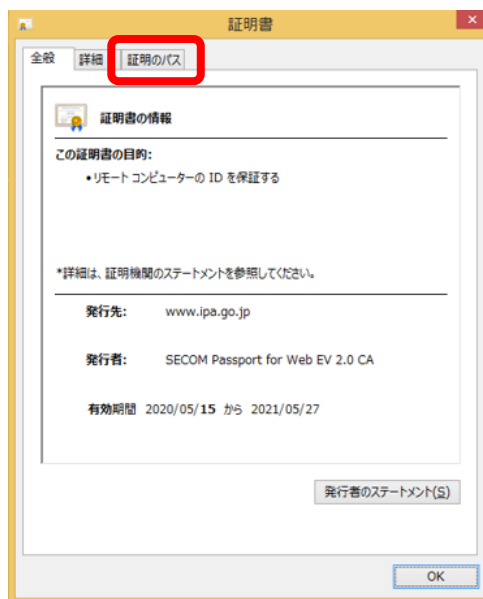 証明書
全般 詳細 証明のパス
証明書の情報
この証明書の目的:
•リモート コンピューターの ID を保証する
*詳細は、証明機関のステートメントを参照してください。
発行先: www.ipa.go.jp
発行者: SECOM Passport for Web EV 2.0 CA
有効期間 2020/05/15 から 2021/05/27
発行者のステートメント(S)
OK